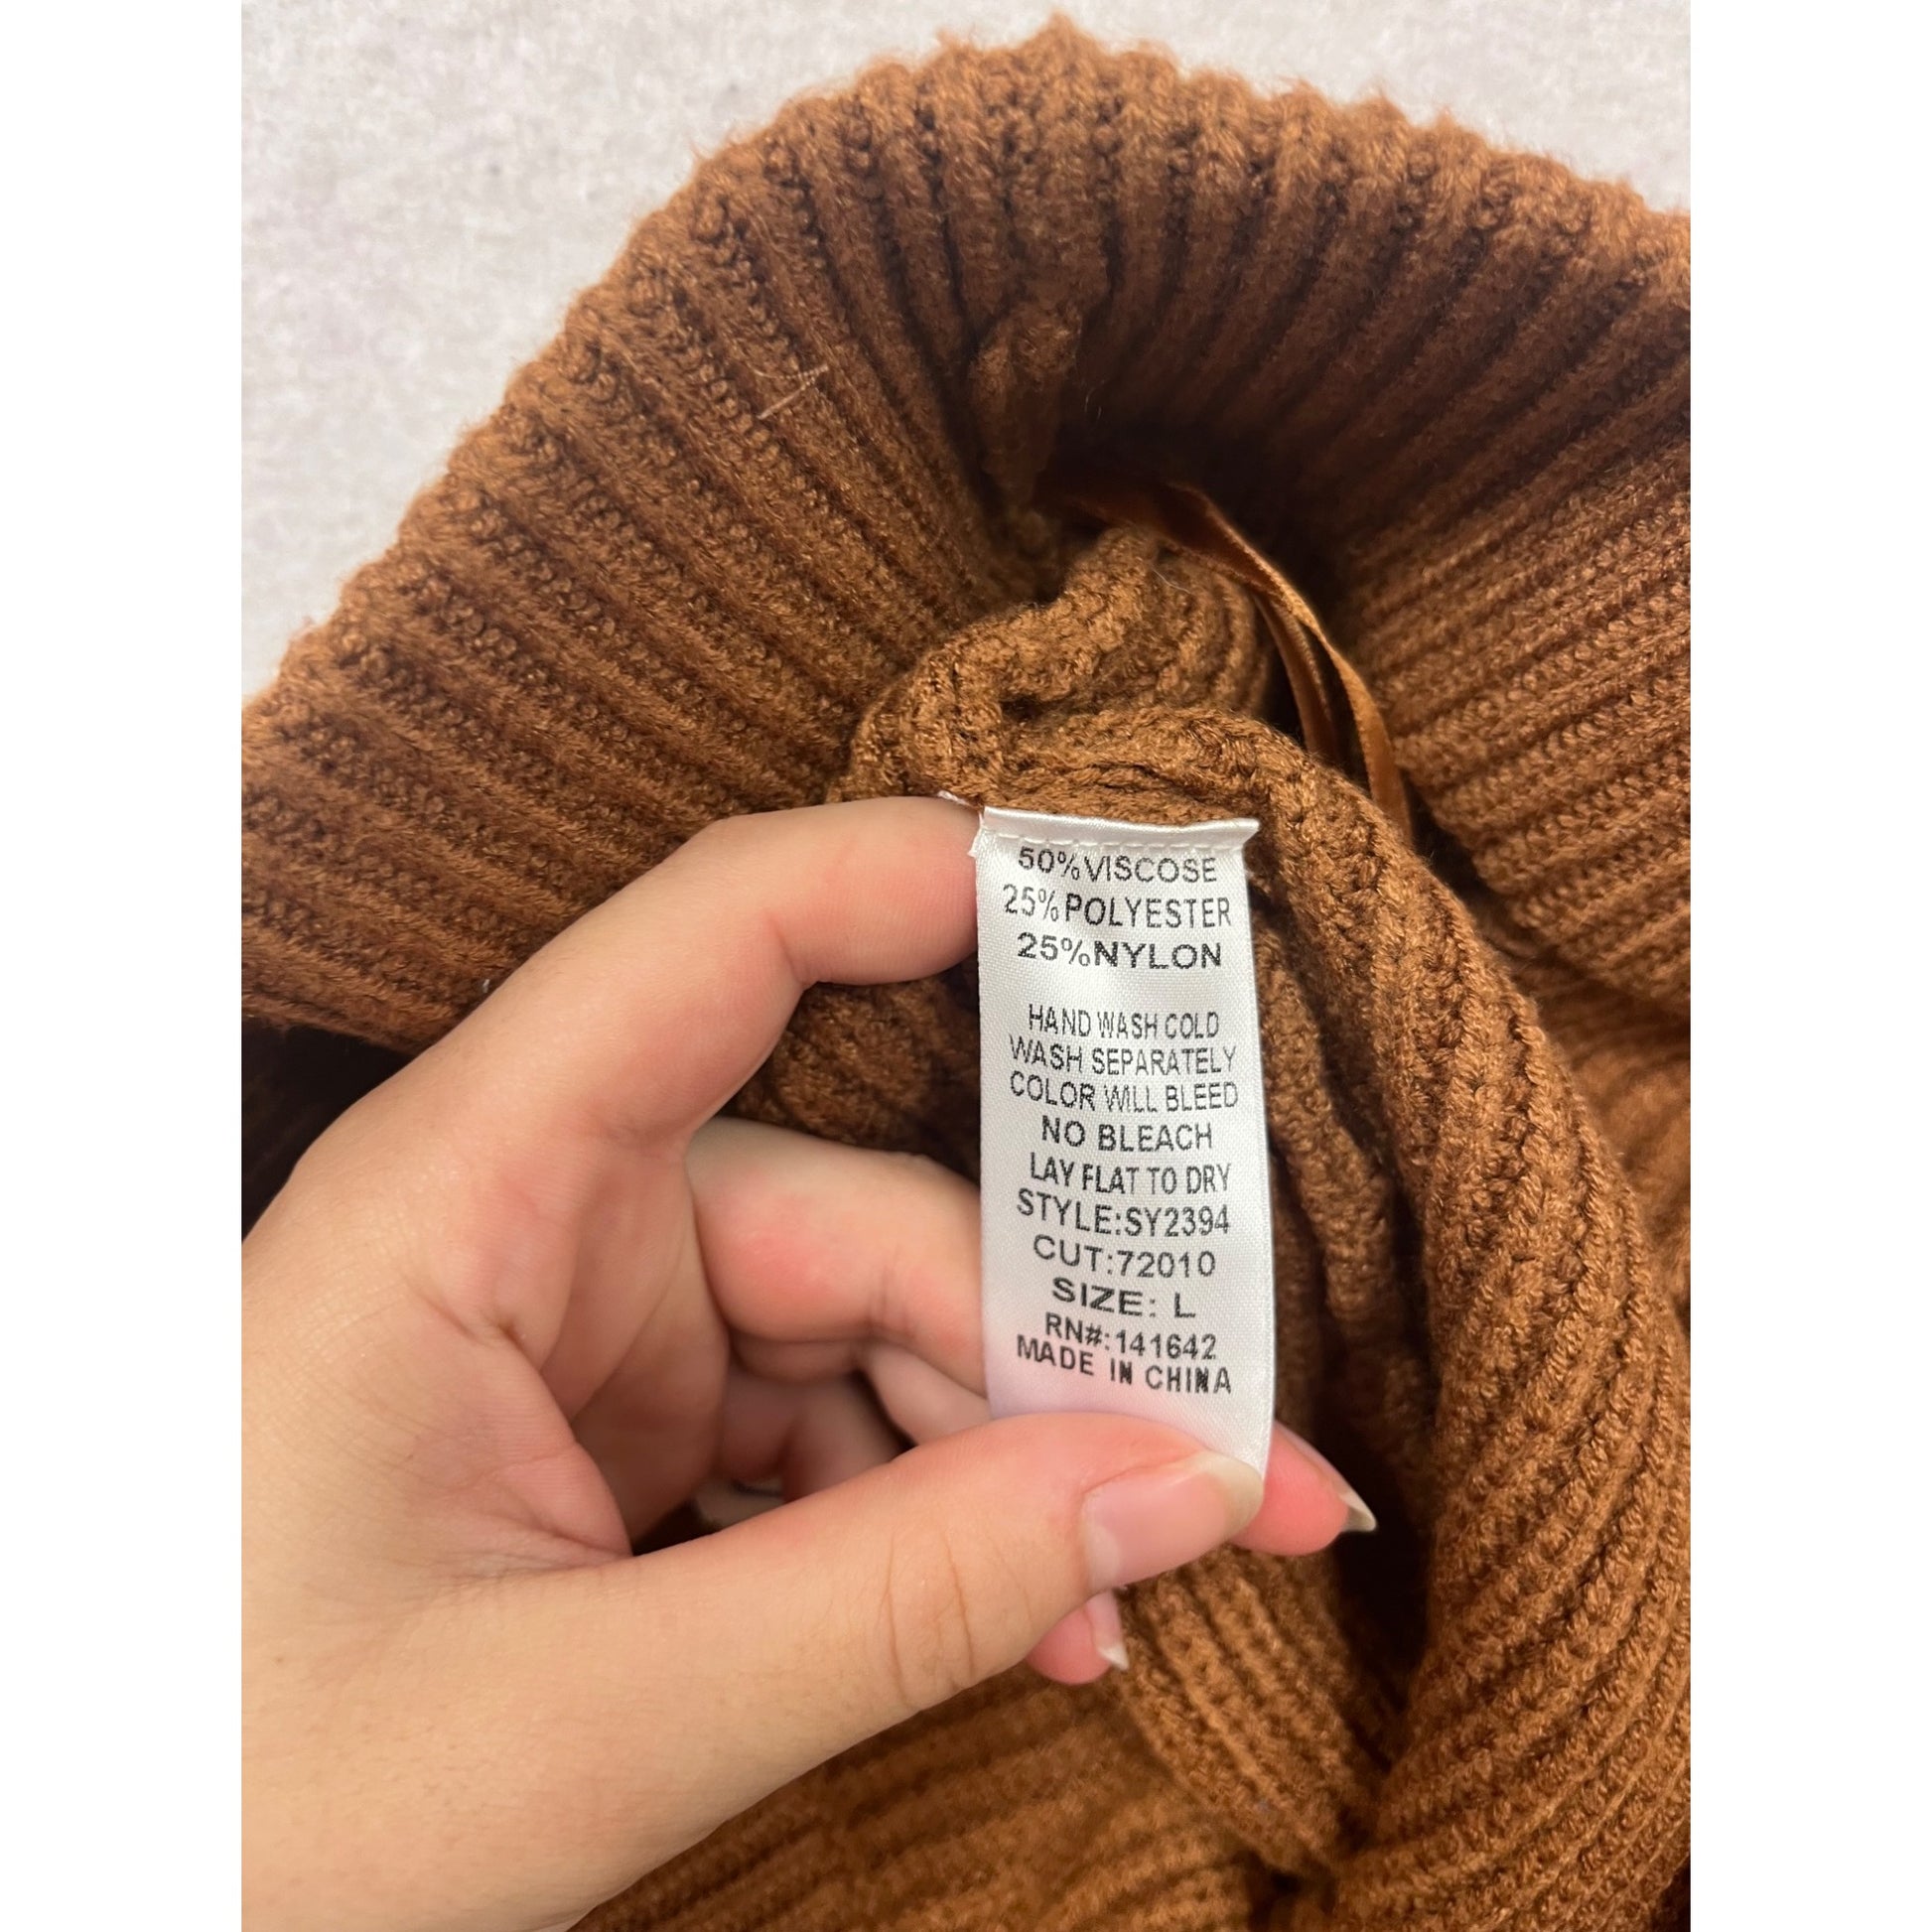 50%VISCOSE
25%POLYESTER
25%NYLON
HAND WASH COLD
WASH SEPARATELY
COLOR WILL BLEED
NO BLEACH
LAY FLAT TO DRY
STYLE:SY2394
CUT:72010
SIZE: L
RN#:141642
MADE IN CHINA